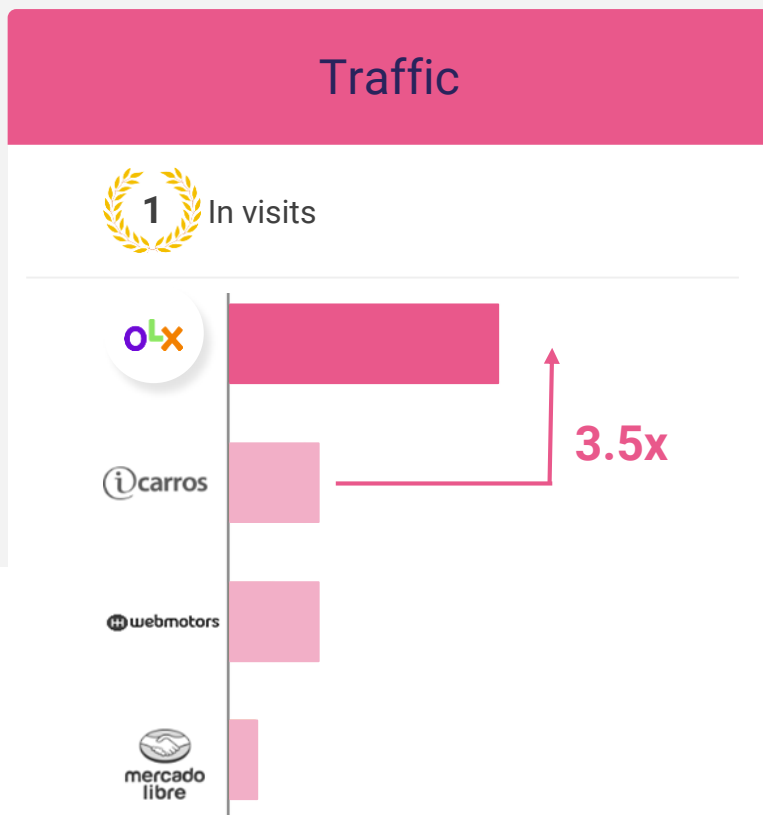 Traffic
1 In visits
OLX
icarros
3.5x
webmotors
mercado
libre